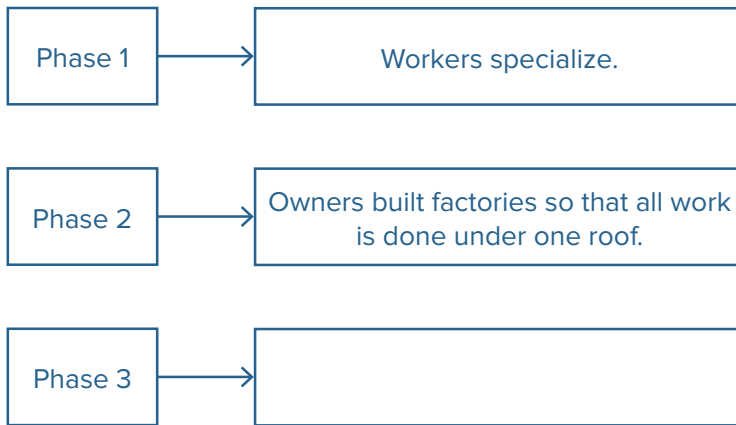 Phase 1
Workers specialize.
Phase 2
Owners built factories so that all work
is done under one roof.
Phase 3